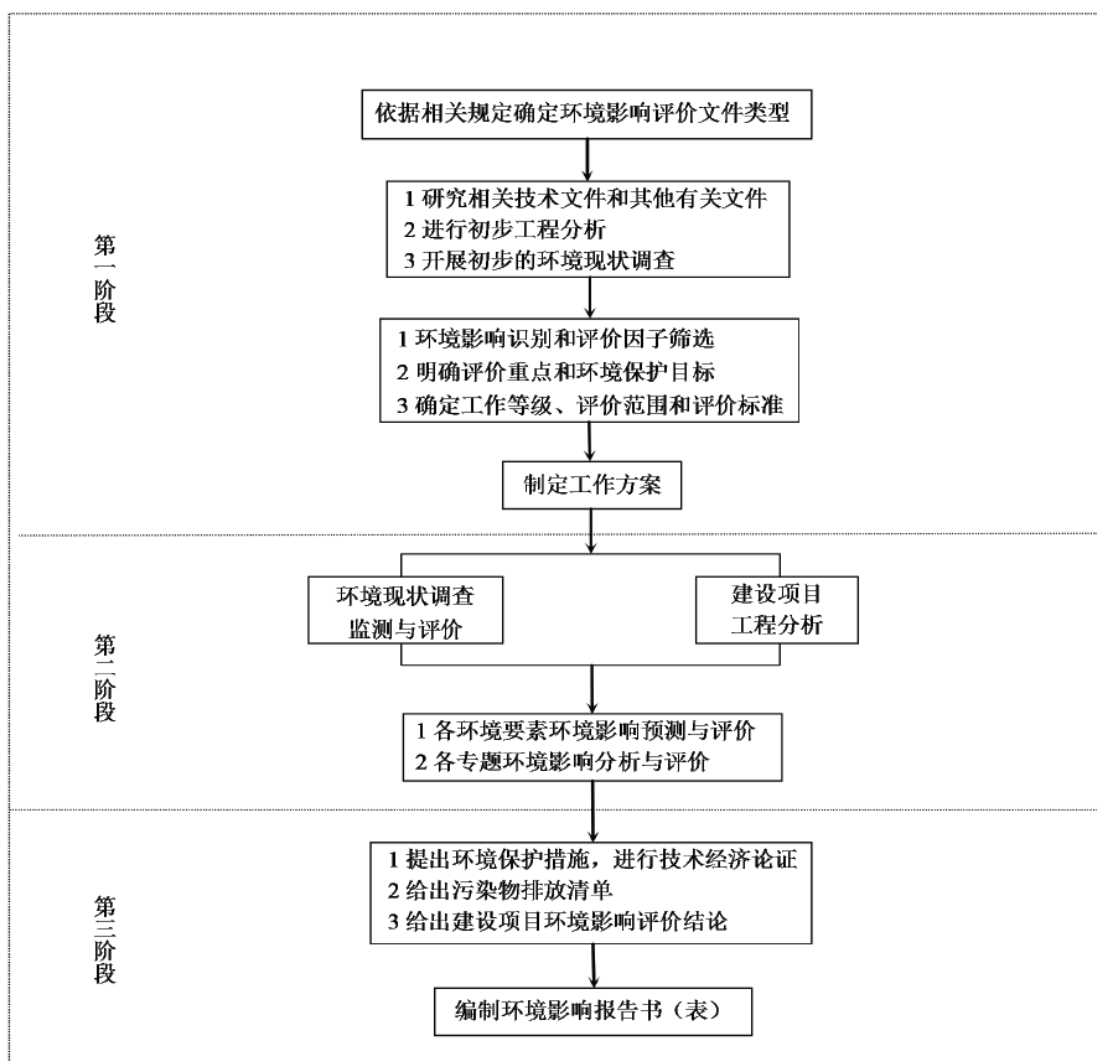 依据相关规定确定环境影响评价文件类型
1 研究相关技术文件和其他有关文件
2 进行初步工程分析
3 开展初步的环境现状调查
第一阶段
1 环境影响识别和评价因子筛选
2 明确评价重点和环境保护目标
3 确定工作等级、评价范围和评价标准
制定工作方案
环境现状调查
监测与评价
建设项目
工程分析
第二阶段
1 各环境要素环境影响预测与评价
2 各专题环境影响分析与评价
1 提出环境保护措施，进行技术经济论证
2 给出污染物排放清单
3 给出建设项目环境影响评价结论
第三阶段
编制环境影响报告书（表）